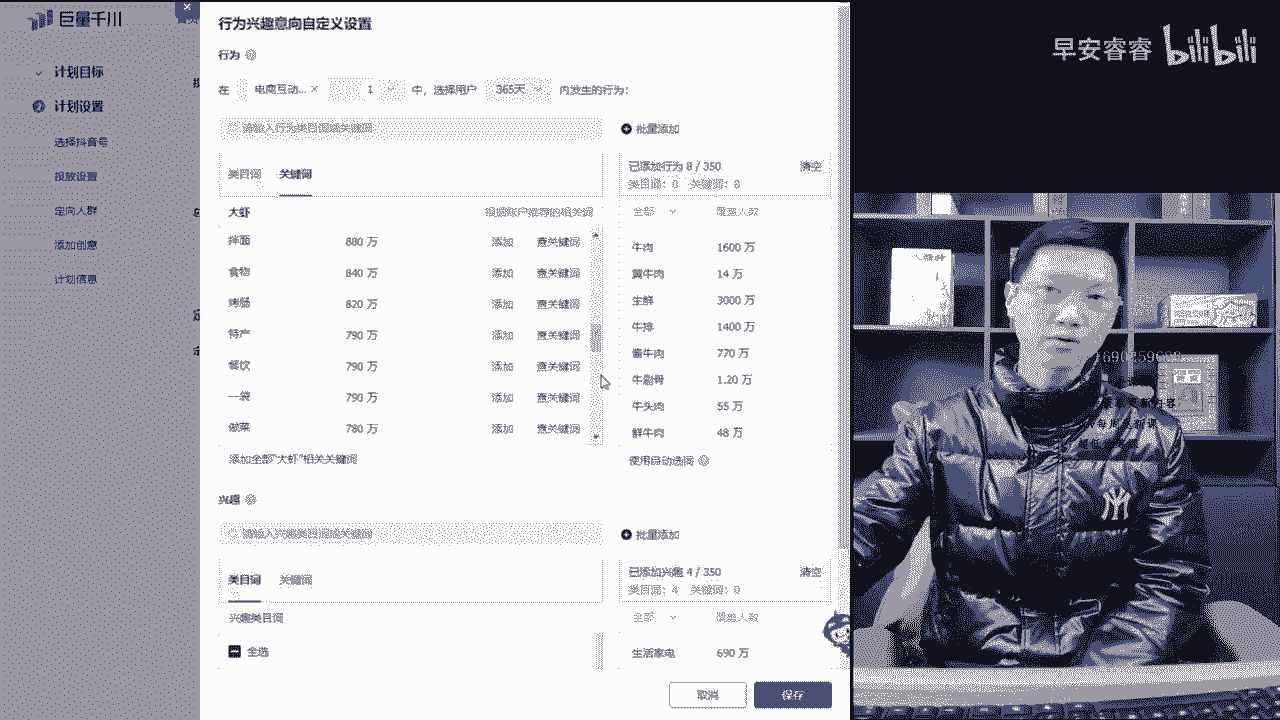 巨量千川
计划目标
计划设置
选择抖音号
投放设置
定向人群
添加创意
计划信息
行为兴趣意向自定义设置
行为
在 电商互动... × 1 中，选择用户 365天 内发生的行为：
请输入行为类目词或关键词
批量添加
类目词 关键词
已添加行为 8 / 350 清空
类目词：0 关键词：8
大虾 根据账户推荐的相关词
全部 覆盖人数
拌面 880 万 添加 查关键词
食物 840 万 添加 查关键词
烤肠 820 万 添加 查关键词
特产 790 万 添加 查关键词
餐饮 790 万 添加 查关键词
一袋 790 万 添加 查关键词
做菜 780 万 添加 查关键词
牛肉 1600 万
黄牛肉 14 万
生鲜 3000 万
牛排 1400 万
酱牛肉 770 万
牛剔骨 1.20 万
牛头肉 55 万
鲜牛肉 48 万
添加全部“大虾”相关关键词
使用自动选词
兴趣
请输入兴趣类目词或关键词
批量添加
类目词 关键词
已添加兴趣 4 / 350 清空
类目词：4 关键词：0
兴趣类目词
全部 覆盖人数
全选
生活家电 690 万
取消 保存
早安睿睿 bilibili